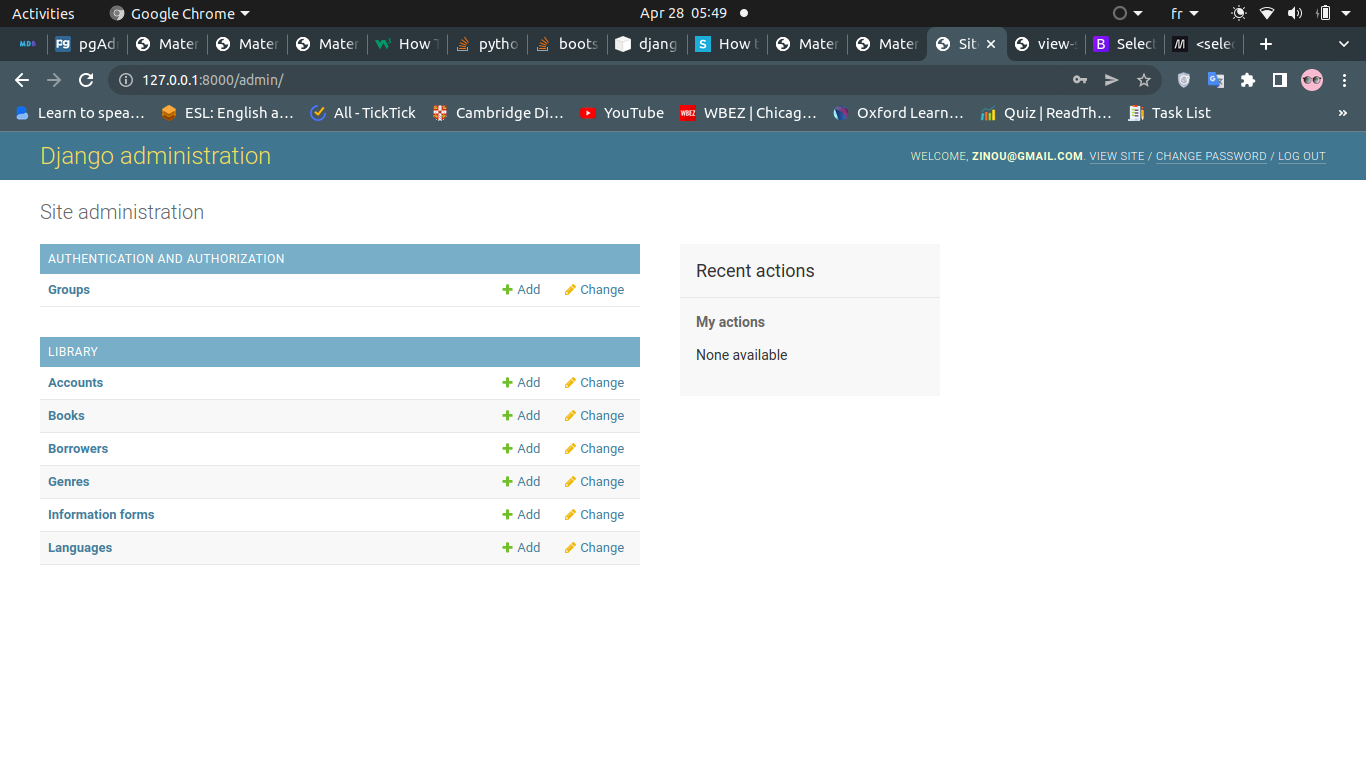 Activities Google Chrome Apr 28 05:49 fr
MDB pg pgAdr Mater Mater Mater How T pytho boots djang S How t Mater Mater Sit view-s B Select M <selec
127.0.0.1:8000/admin/
Learn to spea... ESL: English a... All - TickTick Cambridge Di... YouTube WBEZ WBEZ | Chicag... Oxford Learn... Quiz | ReadTh... Task List »
Django administration WELCOME, ZINOU@GMAIL.COM. VIEW SITE / CHANGE PASSWORD / LOG OUT
Site administration
AUTHENTICATION AND AUTHORIZATION
Groups Add Change
LIBRARY
Accounts Add Change
Books Add Change
Borrowers Add Change
Genres Add Change
Information forms Add Change
Languages Add Change
Recent actions
My actions
None available